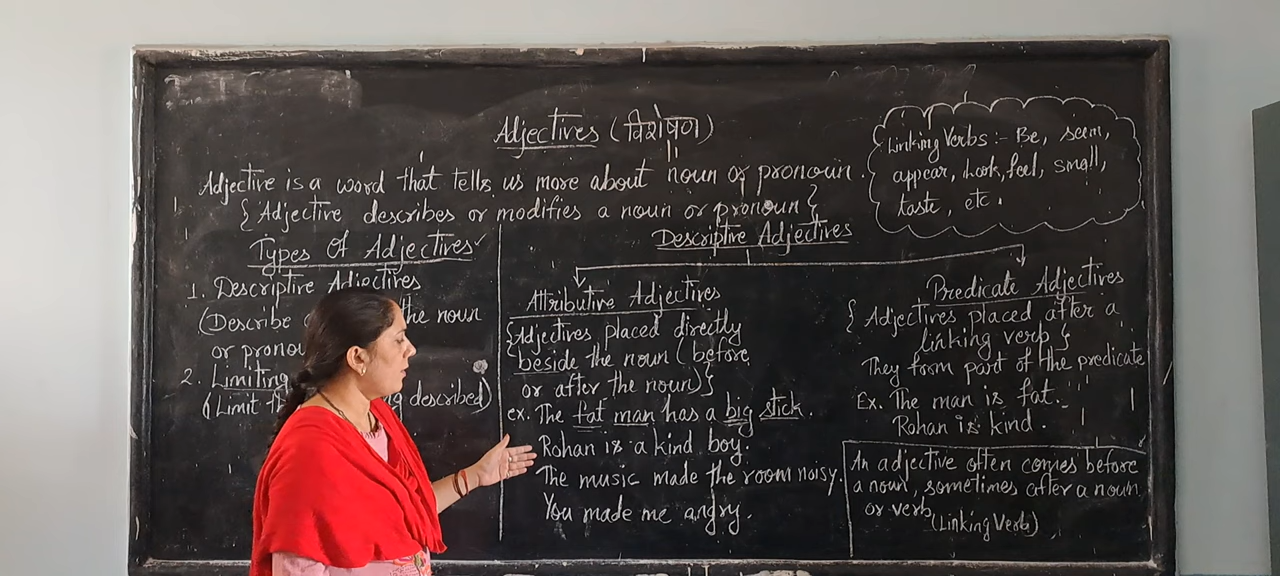 Adjectives (विशेषण)
Adjective is a word that tells us more about noun or pronoun.
{Adjective describes or modifies a noun or pronoun}
Linking Verbs :- Be, seem,
appear, Look, feel, small,
taste, etc.
Types of Adjectives
1. Descriptive Adjectives
(Describe the noun
or pronou
2. Limiting
(Limit th g described)
Descriptive Adjectives
Attributive Adjectives
{Adjectives placed directly
beside the noun (before
or after the noun)}
ex. The fat man has a big stick.
Rohan is a kind boy.
The music made the room noisy.
You made me angry.
Predicate Adjectives
{Adjectives placed after a
linking verb}
They form part of the predicate
Ex. The man is fat.
Rohan is kind.
An adjective often comes before
a noun, sometimes after a noun
or verb (Linking Verb)